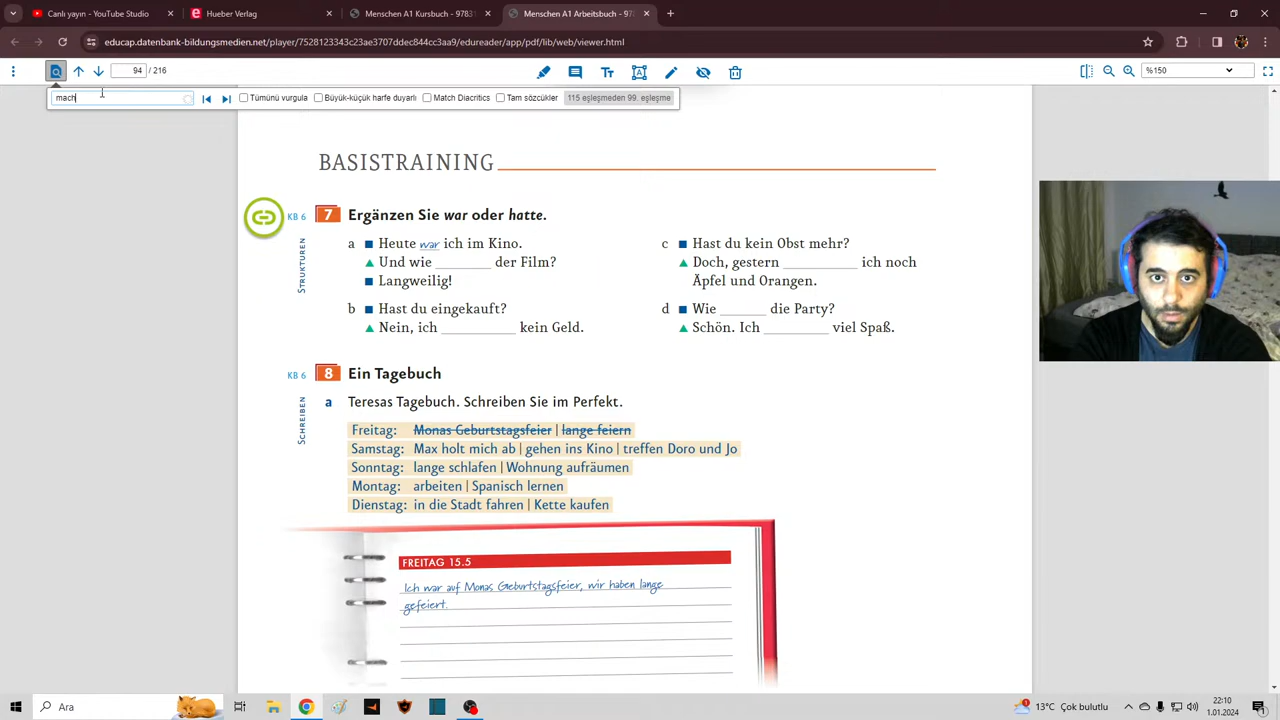 Canlı yayın - YouTube Studio
Hueber Verlag
Menschen A1 Kursbuch - 9783
Menschen A1 Arbeitsbuch - 978
educap.datenbank-bildungsmedien.net/player/7528123343c23ae3707ddec844cc3aa9/edureader/app/pdf/lib/web/viewer.html
94 / 216
%150
mach
Tümünü vurgula
Büyük-küçük harfe duyarlı
Match Diacritics
Tam sözcükler
115 eşleşmeden 99. eşleşme
BASISTRAINING
KB 6 7 Ergänzen Sie war oder hatte.
STRUKTUREN
a Heute war ich im Kino.
Und wie ________ der Film?
Langweilig!
b Hast du eingekauft?
Nein, ich __________ kein Geld.
c Hast du kein Obst mehr?
Doch, gestern __________ ich noch
Äpfel und Orangen.
d Wie ______ die Party?
Schön. Ich _________ viel Spaß.
KB 6 8 Ein Tagebuch
SCHREIBEN
a Teresas Tagebuch. Schreiben Sie im Perfekt.
Freitag: Monas Geburtstagsfeier | lange feiern
Samstag: Max holt mich ab | gehen ins Kino | treffen Doro und Jo
Sonntag: lange schlafen | Wohnung aufräumen
Montag: arbeiten | Spanisch lernen
Dienstag: in die Stadt fahren | Kette kaufen
FREITAG 15.5
Ich war auf Monas Geburtstagsfeier, wir haben lange
gefeiert.
Ara
13°C Çok bulutlu
22:10
1.01.2024